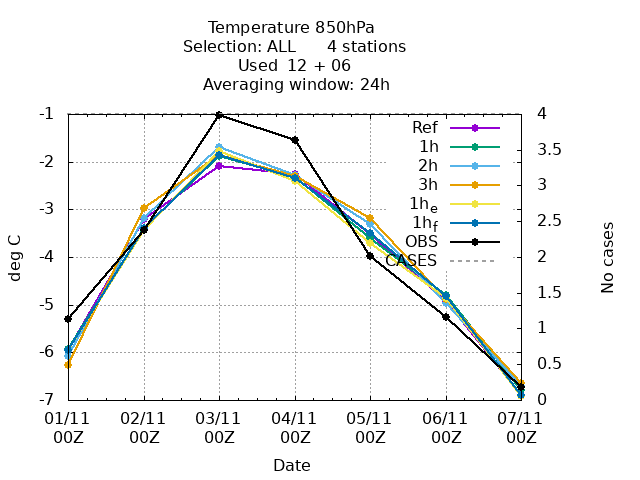 Temperature 850hPa
Selection: ALL 4 stations
Used 12 + 06
Averaging window: 24h
-1
-2
-3
-4
-5
-6
-7
deg C
4
3.5
3
2.5
2
1.5
1
0.5
0
No cases
Ref
1h
2h
3h
1he
1hf
OBS
CASES
01/11 02/11 03/11 04/11 05/11 06/11 07/11
00Z 00Z 00Z 00Z 00Z 00Z 00Z
Date